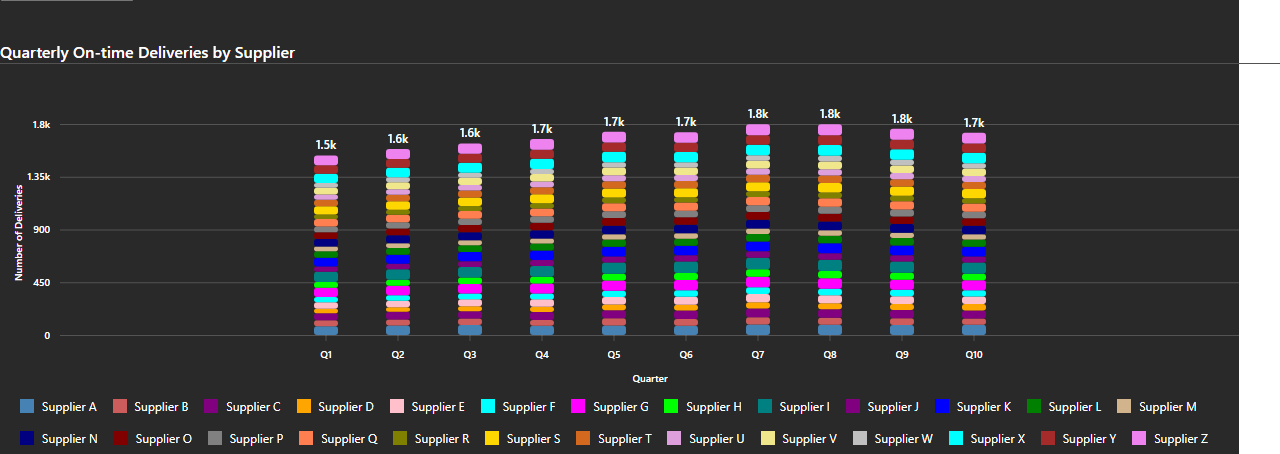 Quarterly On-time Deliveries by Supplier
1.5k 1.6k 1.6k 1.7k 1.7k 1.7k 1.8k 1.8k 1.8k 1.7k
1.8k
1.35k
900
450
0
Number of Deliveries
Q1 Q2 Q3 Q4 Q5 Q6 Q7 Q8 Q9 Q10
Quarter
Supplier A Supplier B Supplier C Supplier D Supplier E Supplier F Supplier G Supplier H Supplier I Supplier J Supplier K Supplier L Supplier M
Supplier N Supplier O Supplier P Supplier Q Supplier R Supplier S Supplier T Supplier U Supplier V Supplier W Supplier X Supplier Y Supplier Z